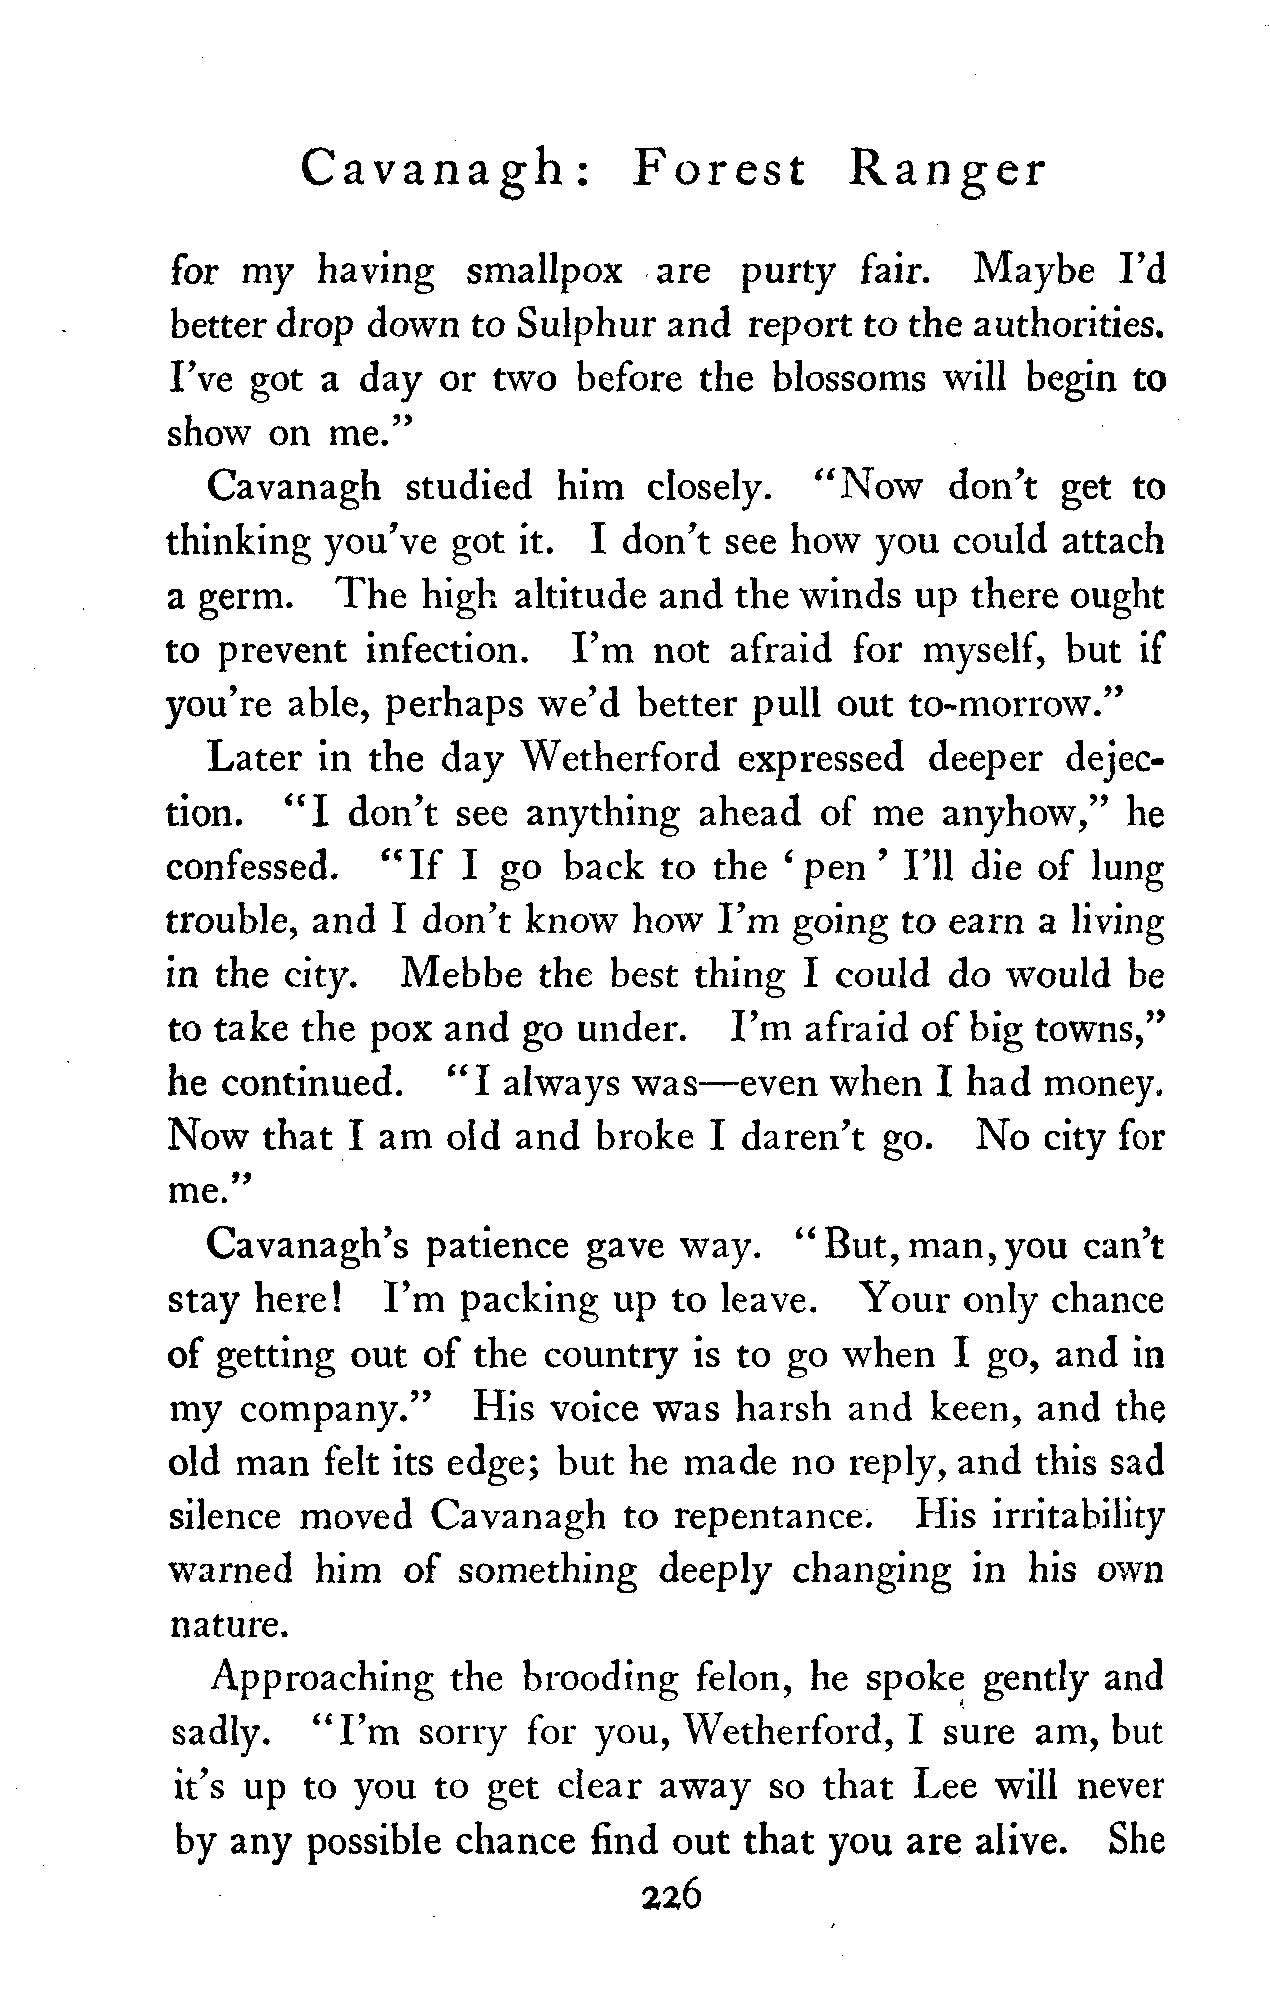 Cavanagh: Forest Ranger
for my having smallpox are purty fair. Maybe I'd
better drop down to Sulphur and report to the authorities.
I've got a day or two before the blossoms will begin to
show on me."
Cavanagh studied him closely. "Now don't get to
thinking you've got it. I don't see how you could attach
a germ. The high altitude and the winds up there ought
to prevent infection. I'm not afraid for myself, but if
you're able, perhaps we'd better pull out to-morrow."
Later in the day Wetherford expressed deeper dejec-
tion. "I don't see anything ahead of me anyhow," he
confessed. "If I go back to the 'pen' I'll die of lung
trouble, and I don't know how I'm going to earn a living
in the city. Mebbe the best thing I could do would be
to take the pox and go under. I'm afraid of big towns,"
he continued. "I always was—even when I had money.
Now that I am old and broke I daren't go. No city for
me."
Cavanagh's patience gave way. "But, man, you can't
stay here! I'm packing up to leave. Your only chance
of getting out of the country is to go when I go, and in
my company." His voice was harsh and keen, and the
old man felt its edge; but he made no reply, and this sad
silence moved Cavanagh to repentance. His irritability
warned him of something deeply changing in his own
nature.
Approaching the brooding felon, he spoke gently and
sadly. "I'm sorry for you, Wetherford, I sure am, but
it's up to you to get clear away so that Lee will never
by any possible chance find out that you are alive. She
226